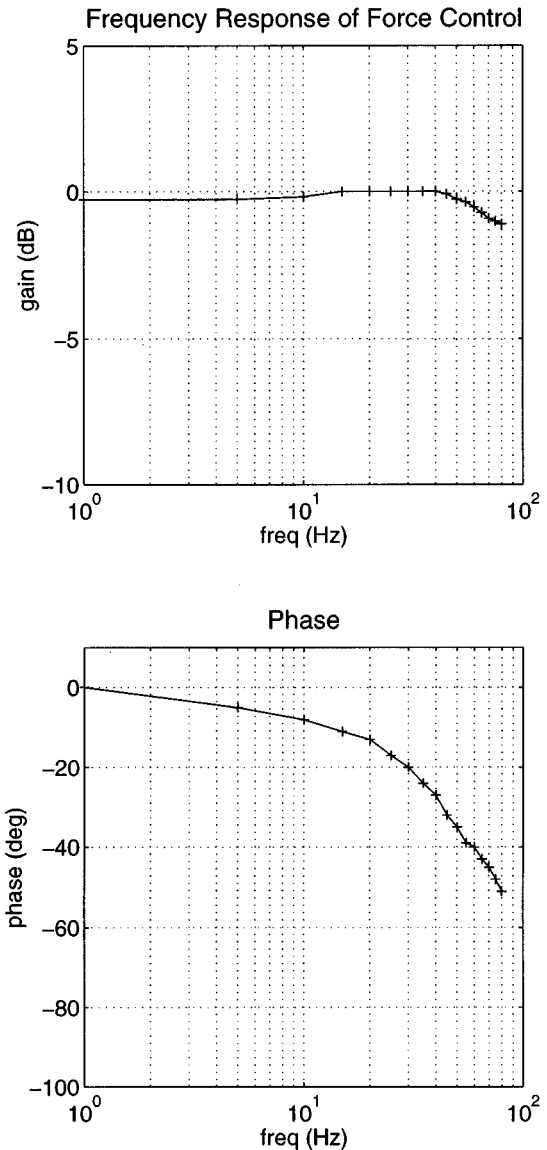 Frequency Response of Force Control
5
0
−5
−10
gain (dB)
10^0
10^1
10^2
freq (Hz)
Phase
0
−20
−40
−60
−80
−100
phase (deg)
10^0
10^1
10^2
freq (Hz)